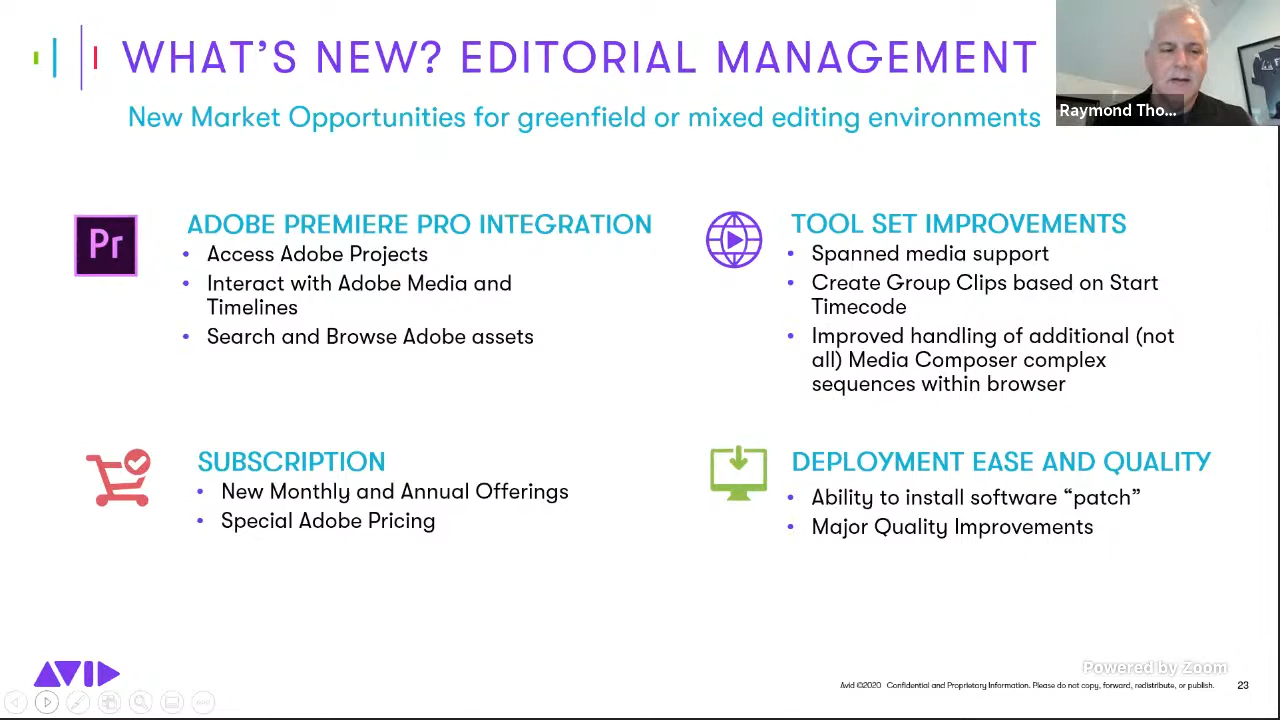 WHAT'S NEW? EDITORIAL MANAGEMENT
New Market Opportunities for greenfield or mixed editing environments
Raymond Tho...
Pr
ADOBE PREMIERE PRO INTEGRATION
• Access Adobe Projects
• Interact with Adobe Media and
Timelines
• Search and Browse Adobe assets
TOOL SET IMPROVEMENTS
• Spanned media support
• Create Group Clips based on Start
Timecode
• Improved handling of additional (not
all) Media Composer complex
sequences within browser
SUBSCRIPTION
• New Monthly and Annual Offerings
• Special Adobe Pricing
DEPLOYMENT EASE AND QUALITY
• Ability to install software “patch”
• Major Quality Improvements
AVID
Powered by Zoom
Avid ©2020 Confidential and Proprietary Information. Please do not copy, forward, redistribute, or publish.
23